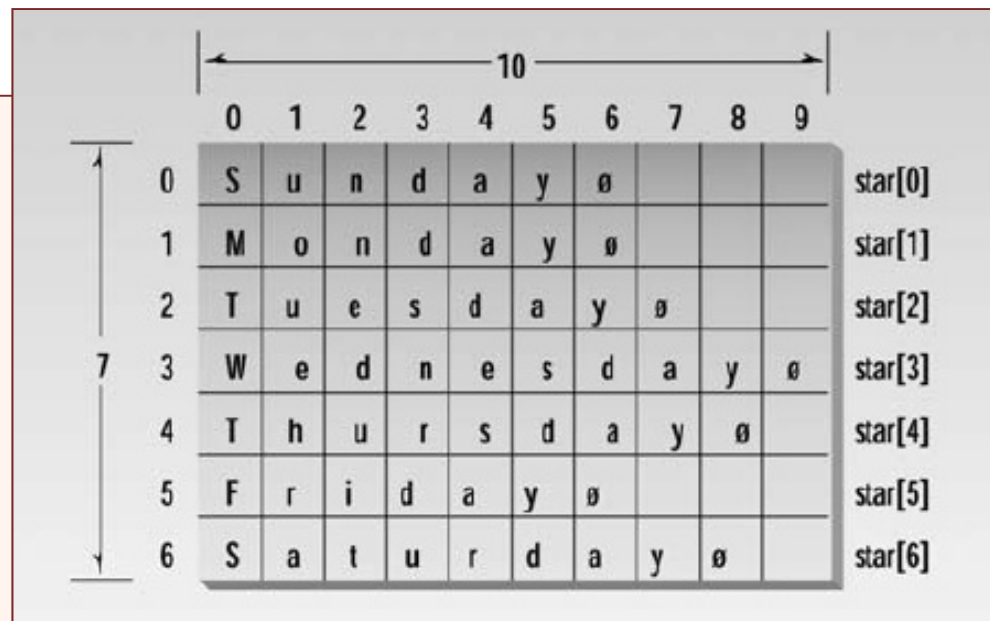 10
0 1 2 3 4 5 6 7 8 9
0 S u n d a y ø star[0]
1 M o n d a y ø star[1]
2 T u e s d a y ø star[2]
7 3 W e d n e s d a y ø star[3]
4 T h u r s d a y ø star[4]
5 F r i d a y ø star[5]
6 S a t u r d a y ø star[6]